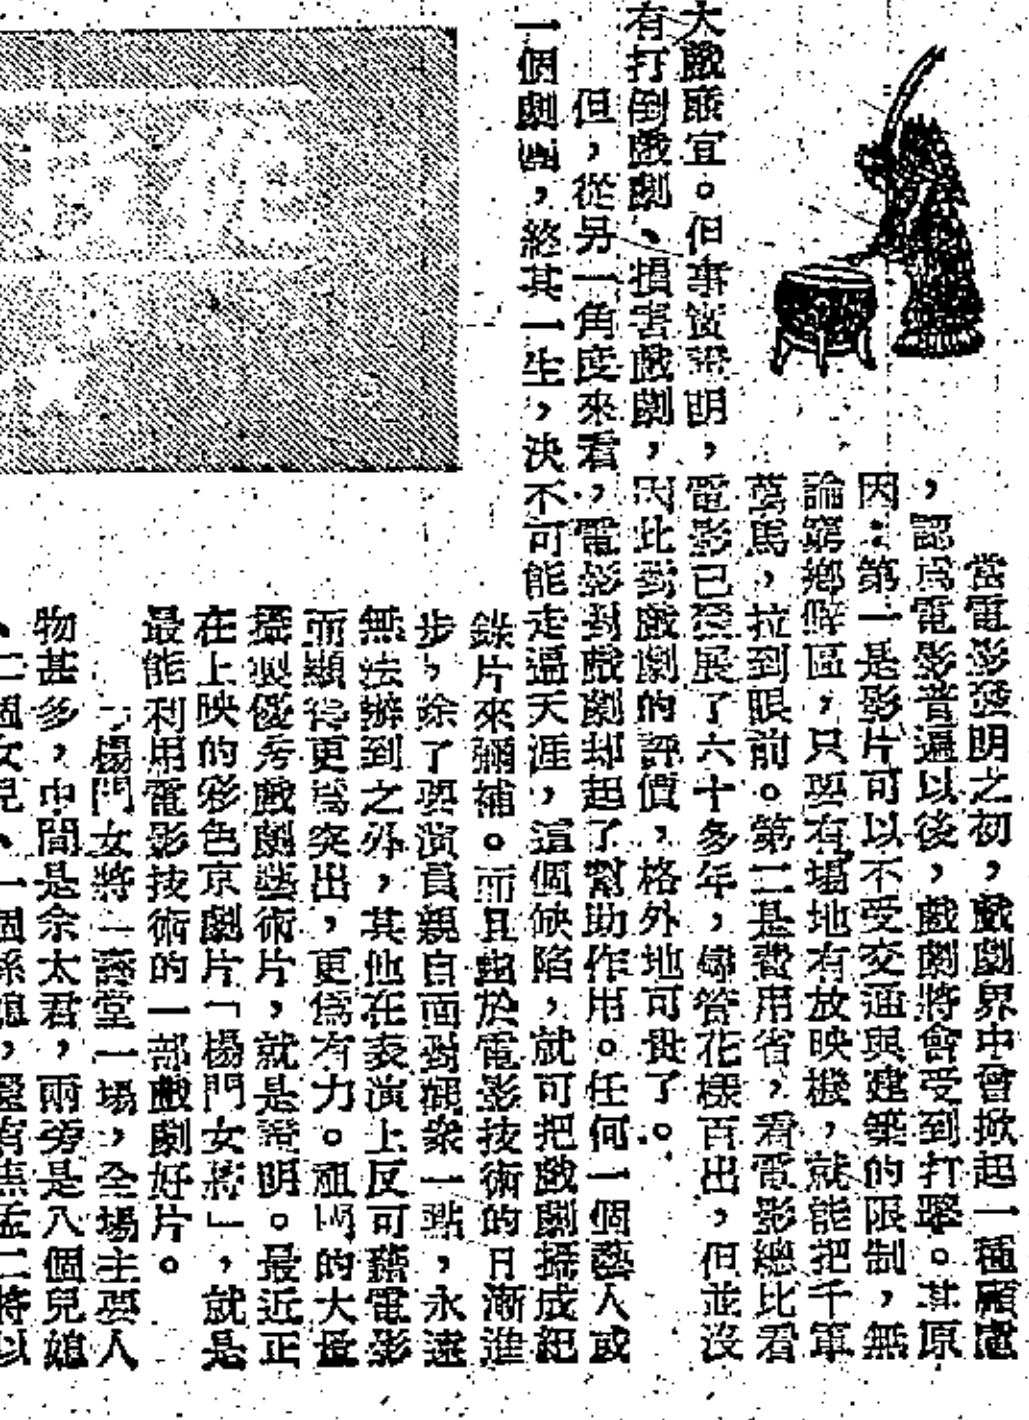 當電影發明之初,戲劇界中會掀起一種顧慮
,認爲電影普遍以後,戲劇將會受到打擊。其原
因:第一是影片可以不受交通與建築的限制,無
論窮鄉僻區,只要有場地有放映機,就能把千軍
萬馬,拉到眼前。第二是費用省,看電影總比看
大戲廉宜。但事實證明,電影已發展了六十多年,儘管花樣百出,但並沒
有打倒戲劇、損害戲劇,因此對戲劇的評價,格外地可貴了。
但,從另一角度來看,電影對戲劇却起了幫助作用。任何一個藝人或
一個劇團,終其一生,決不可能走遍天涯,這個缺陷,就可把戲劇攝成紀
錄片來彌補。而且由於電影技術的日漸進
步,除了要演員親自面對觀衆一點,永遠
無法辦到之外,其他在表演上反可藉電影
而顯得更爲突出,更爲有力。祖國的大量
攝製優秀戲劇藝術片,就是證明。最近正
在上映的彩色京劇片「楊門女將」,就是
最能利用電影技術的一部戲劇好片。
「楊門女將」壽堂一場,全場主要人
物甚多,中間是余太君,兩旁是八個兒媳
、二個女兒、一個孫媳,還有焦孟二將以